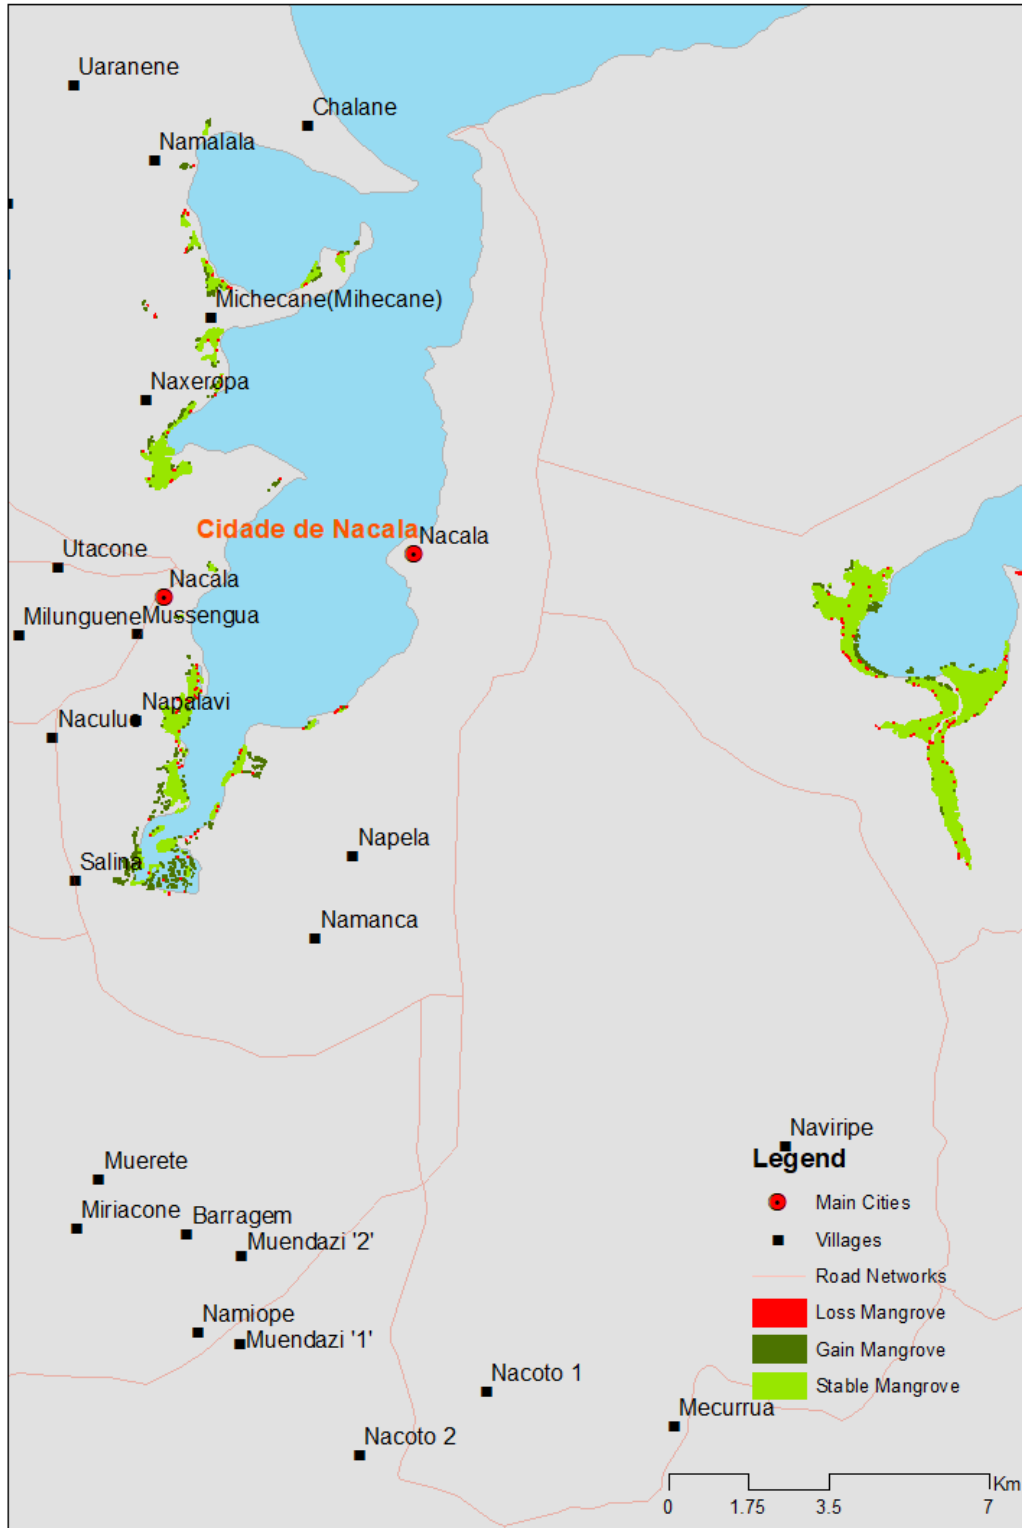 Uaranene
Chalane
Namalala
Michecane(Mihecane)
Naxeropa
Cidade de Nacala
Nacala
Utacone
Nacala
Milunguene
Mussengua
Napalavi
Naculue
Napela
Salina
Namanca
Naviripe
Legend
Main Cities
Villages
Road Networks
Loss Mangrove
Gain Mangrove
Stable Mangrove
Muerete
Miriacone
Barragem
Muendazi '2'
Namiope
Muendazi '1'
Nacoto 1
Mecurrua
Nacoto 2
Km
0 1.75 3.5 7